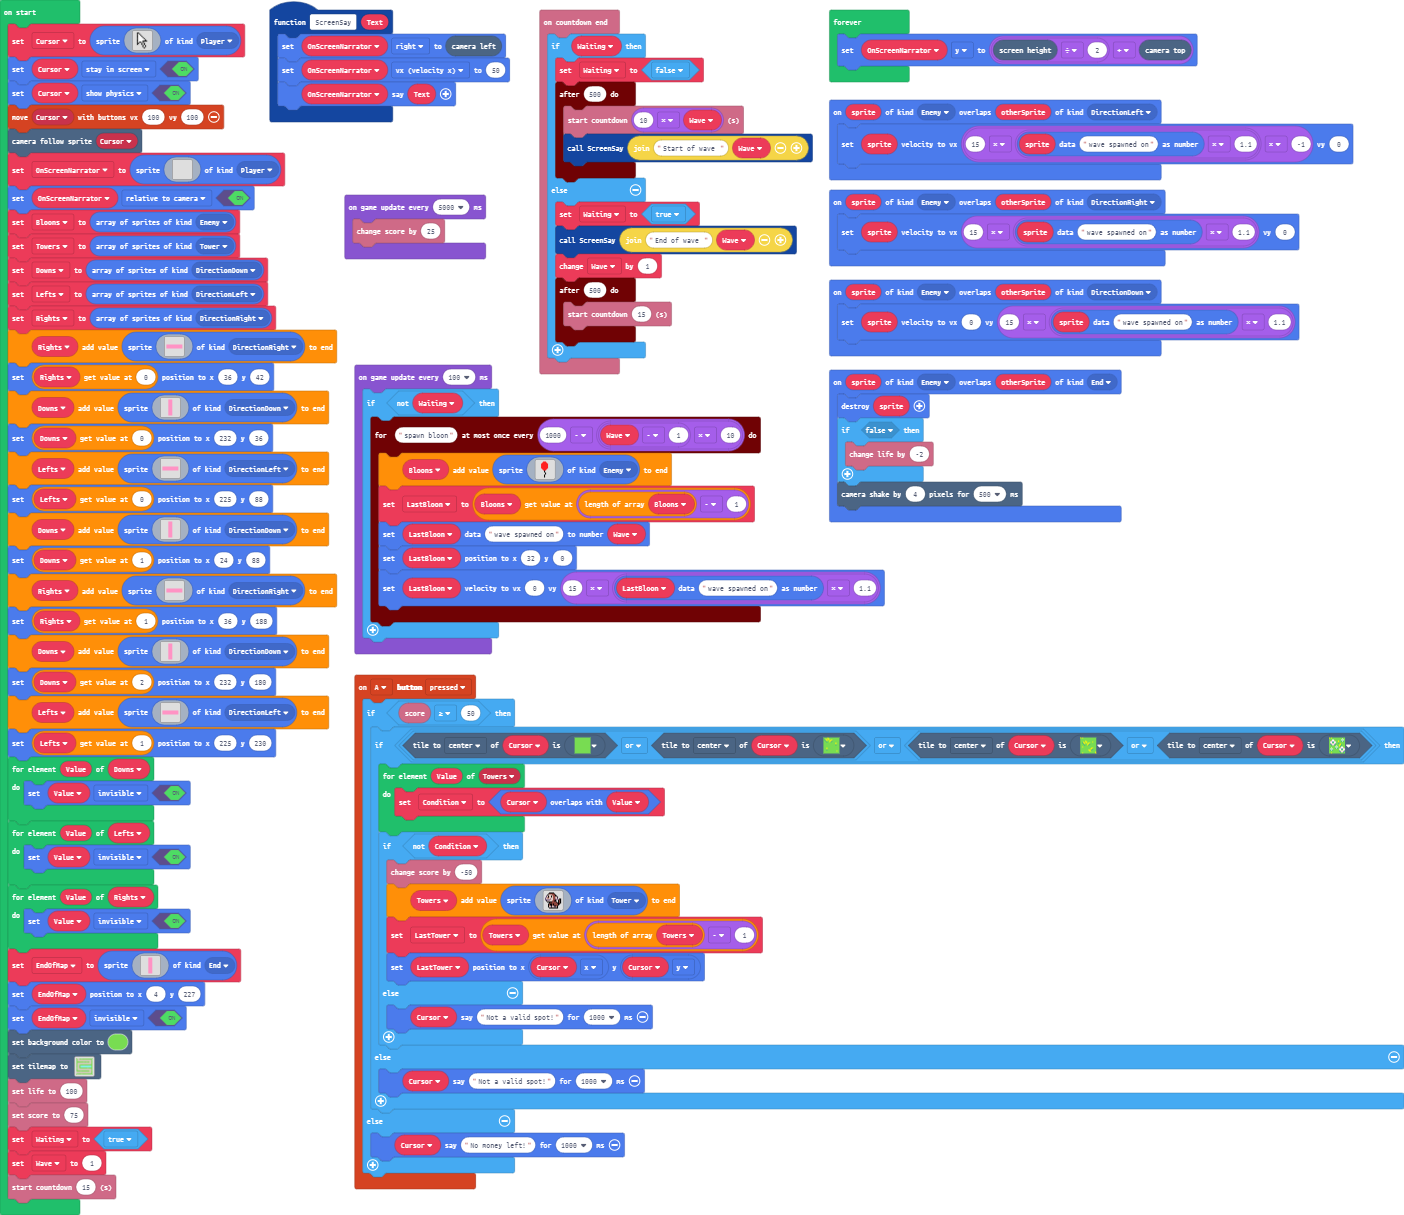 on start
set Cursor to sprite of kind Player
set Cursor stay in screen ON
set Cursor show physics ON
move Cursor with buttons vx 100 vy 100
camera follow sprite Cursor
set OnScreenNarrator to sprite of kind Player
set OnScreenNarrator relative to camera ON
set Bloons to array of sprites of kind Enemy
set Towers to array of sprites of kind Tower
set Downs to array of sprites of kind DirectionDown
set Lefts to array of sprites of kind DirectionLeft
set Rights to array of sprites of kind DirectionRight
Rights add value sprite of kind DirectionRight to end
set Rights get value at 0 position to x 36 y 42
Downs add value sprite of kind DirectionDown to end
set Downs get value at 0 position to x 232 y 36
Lefts add value sprite of kind DirectionLeft to end
set Lefts get value at 0 position to x 225 y 88
Downs add value sprite of kind DirectionDown to end
set Downs get value at 1 position to x 24 y 88
Rights add value sprite of kind DirectionRight to end
set Rights get value at 1 position to x 36 y 188
Downs add value sprite of kind DirectionDown to end
set Downs get value at 2 position to x 232 y 180
Lefts add value sprite of kind DirectionLeft to end
set Lefts get value at 1 position to x 225 y 230
for element Value of Downs
do set Value invisible ON
for element Value of Lefts
do set Value invisible ON
for element Value of Rights
do set Value invisible ON
set EndOfMap to sprite of kind End
set EndOfMap position to x 4 y 227
set EndOfMap invisible ON
set background color to
set tilemap to
set life to 100
set score to 75
set Waiting to true
set Wave to 1
start countdown 15 (s)
function ScreenSay Text
set OnScreenNarrator right to camera left
set OnScreenNarrator vx (velocity x) to 50
OnScreenNarrator say Text
on game update every 5000 ms
change score by 25
on countdown end
if Waiting then
set Waiting to false
after 500 do
start countdown 10 × Wave (s)
call ScreenSay join "Start of wave " Wave
else
set Waiting to true
call ScreenSay join "End of wave " Wave
change Wave by 1
after 500 do
start countdown 15 (s)
on game update every 100 ms
if not Waiting then
for "spawn bloon" at most once every 1000 - Wave - 1 × 10 do
Bloons add value sprite of kind Enemy to end
set LastBloon to Bloons get value at length of array Bloons - 1
set LastBloon data "wave spawned on" to number Wave
set LastBloon position to x 32 y 0
set LastBloon velocity to vx 0 vy 15 × LastBloon data "wave spawned on" as number × 1.1
on A button pressed
if score ≥ 50 then
if tile to center of Cursor is or tile to center of Cursor is or tile to center of Cursor is or tile to center of Cursor is then
for element Value of Towers
do set Condition to Cursor overlaps with Value
if not Condition then
change score by -50
Towers add value sprite of kind Tower to end
set LastTower to Towers get value at length of array Towers - 1
set LastTower position to x Cursor x y Cursor y
else
Cursor say "Not a valid spot!" for 1000 ms
else
Cursor say "Not a valid spot!" for 1000 ms
else
Cursor say "No money left!" for 1000 ms
forever
set OnScreenNarrator y to screen height ÷ 2 + camera top
on sprite of kind Enemy overlaps otherSprite of kind DirectionLeft
set sprite velocity to vx 15 × sprite data "wave spawned on" as number × 1.1 × -1 vy 0
on sprite of kind Enemy overlaps otherSprite of kind DirectionRight
set sprite velocity to vx 15 × sprite data "wave spawned on" as number × 1.1 vy 0
on sprite of kind Enemy overlaps otherSprite of kind DirectionDown
set sprite velocity to vx 0 vy 15 × sprite data "wave spawned on" as number × 1.1
on sprite of kind Enemy overlaps otherSprite of kind End
destroy sprite
if false then
change life by -2
camera shake by 4 pixels for 500 ms